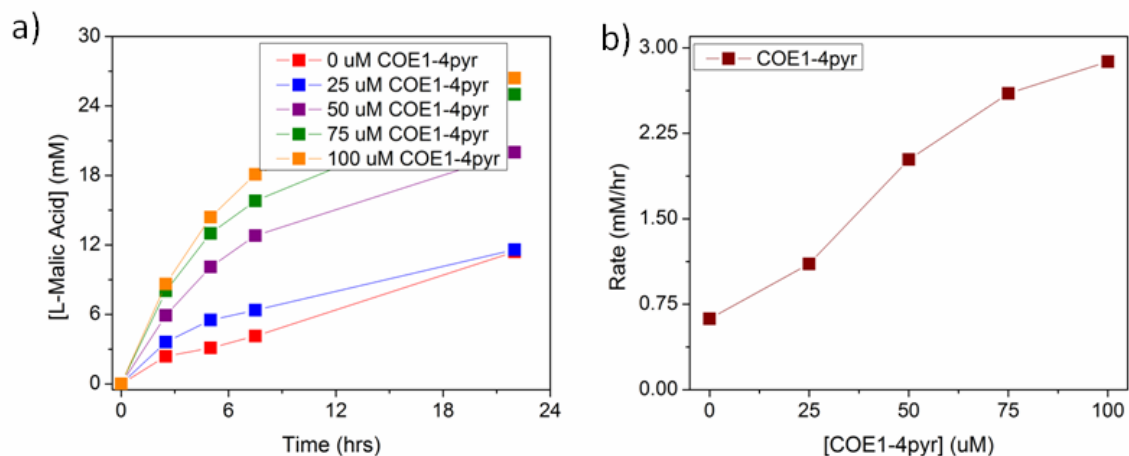 a)
[L-Malic Acid] (mM)
30
24
18
12
6
0
0 uM COE1-4pyr
25 uM COE1-4pyr
50 uM COE1-4pyr
75 uM COE1-4pyr
100 uM COE1-4pyr
0 6 12 18 24
Time (hrs)
b)
Rate (mM/hr)
3.00
2.25
1.50
0.75
0.00
COE1-4pyr
0 25 50 75 100
[COE1-4pyr] (uM)